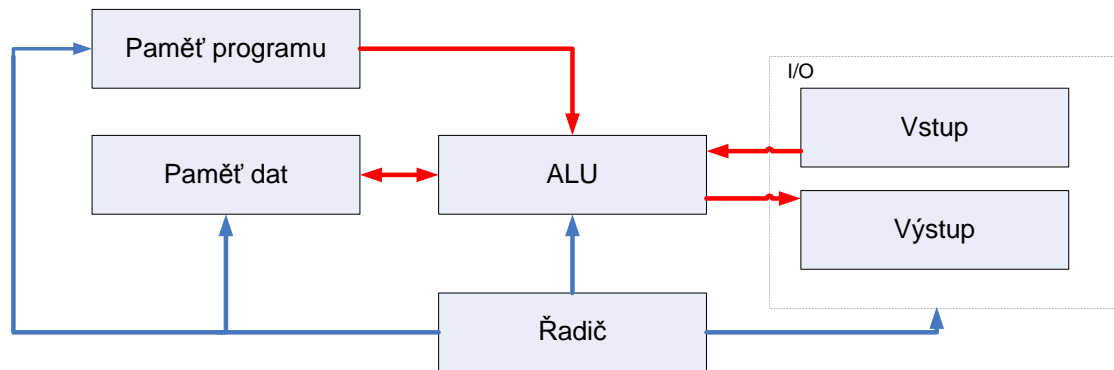 Paměť programu
I/O
Vstup
Paměť dat
ALU
Výstup
Řadič